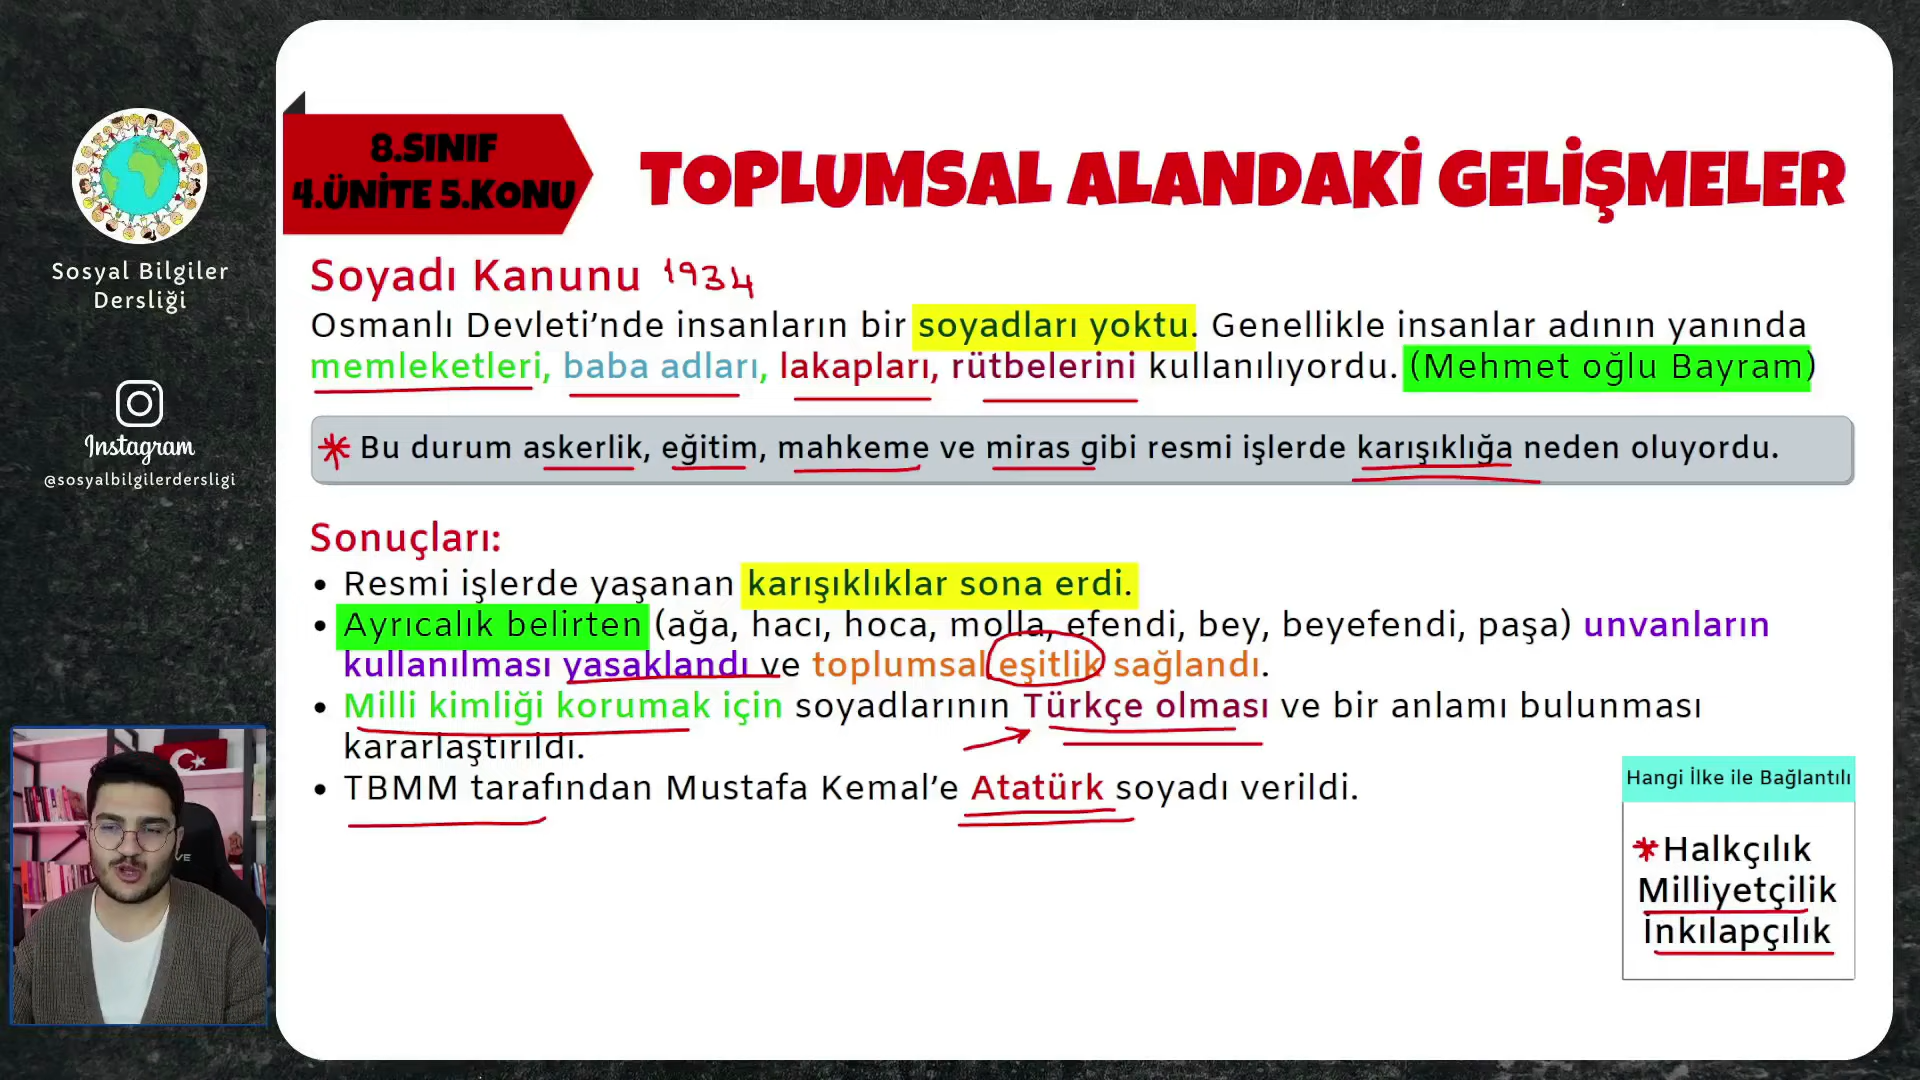 8.SINIF
4.ÜNİTE 5.KONU
TOPLUMSAL ALANDAKİ GELİŞMELER
Sosyal Bilgiler
Dersliği
Instagram
@sosyalbilgilerdersligi
Soyadı Kanunu 1934
Osmanlı Devleti’nde insanların bir soyadları yoktu. Genellikle insanlar adının yanında
memleketleri, baba adları, lakapları, rütbelerini kullanılıyordu. (Mehmet oğlu Bayram)
* Bu durum askerlik, eğitim, mahkeme ve miras gibi resmi işlerde karışıklığa neden oluyordu.
Sonuçları:
• Resmi işlerde yaşanan karışıklıklar sona erdi.
• Ayrıcalık belirten (ağa, hacı, hoca, molla, efendi, bey, beyefendi, paşa) unvanların
kullanılması yasaklandı ve toplumsal eşitlik sağlandı.
• Milli kimliği korumak için soyadlarının Türkçe olması ve bir anlamı bulunması
kararlaştırıldı.
• TBMM tarafından Mustafa Kemal’e Atatürk soyadı verildi.
Hangi İlke ile Bağlantılı
*Halkçılık
Milliyetçilik
İnkılapçılık